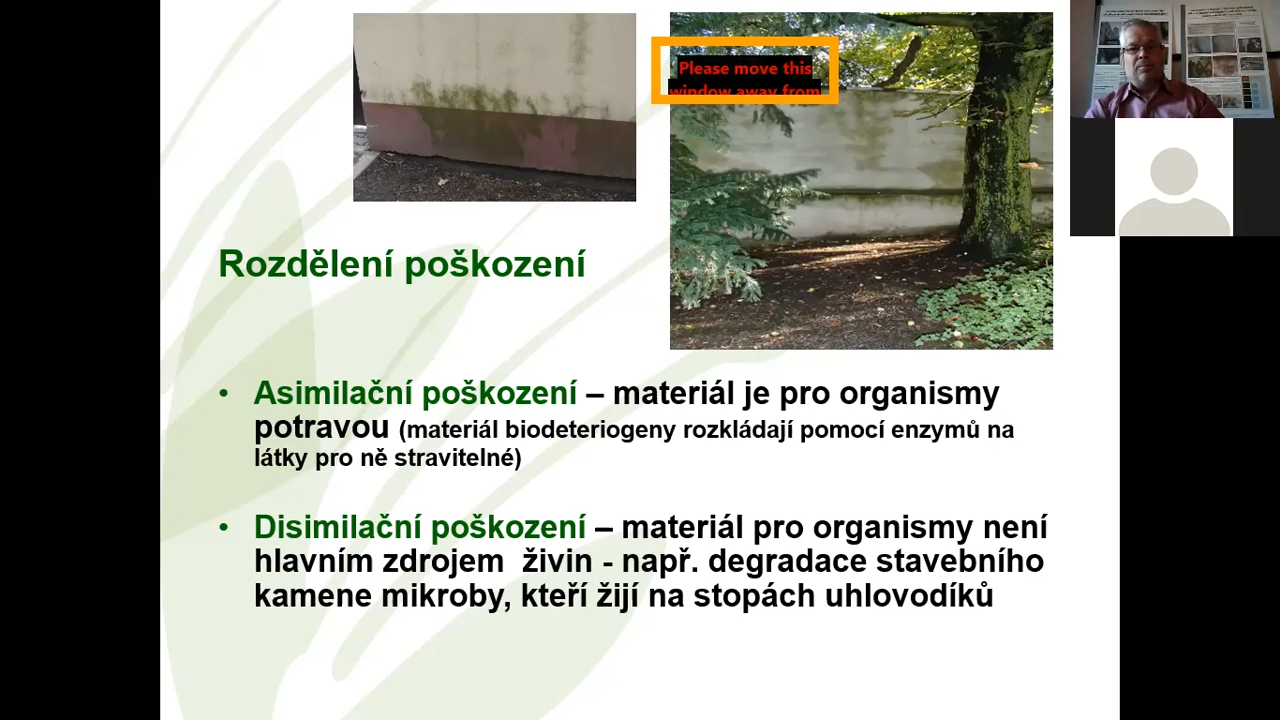 Please move this
window away from
Rozdělení poškození
• Asimilační poškození – materiál je pro organismy
potravou (materiál biodeteriogeny rozkládají pomocí enzymů na
látky pro ně stravitelné)
• Disimilační poškození – materiál pro organismy není
hlavním zdrojem živin - např. degradace stavebního
kamene mikroby, kteří žijí na stopách uhlovodíků